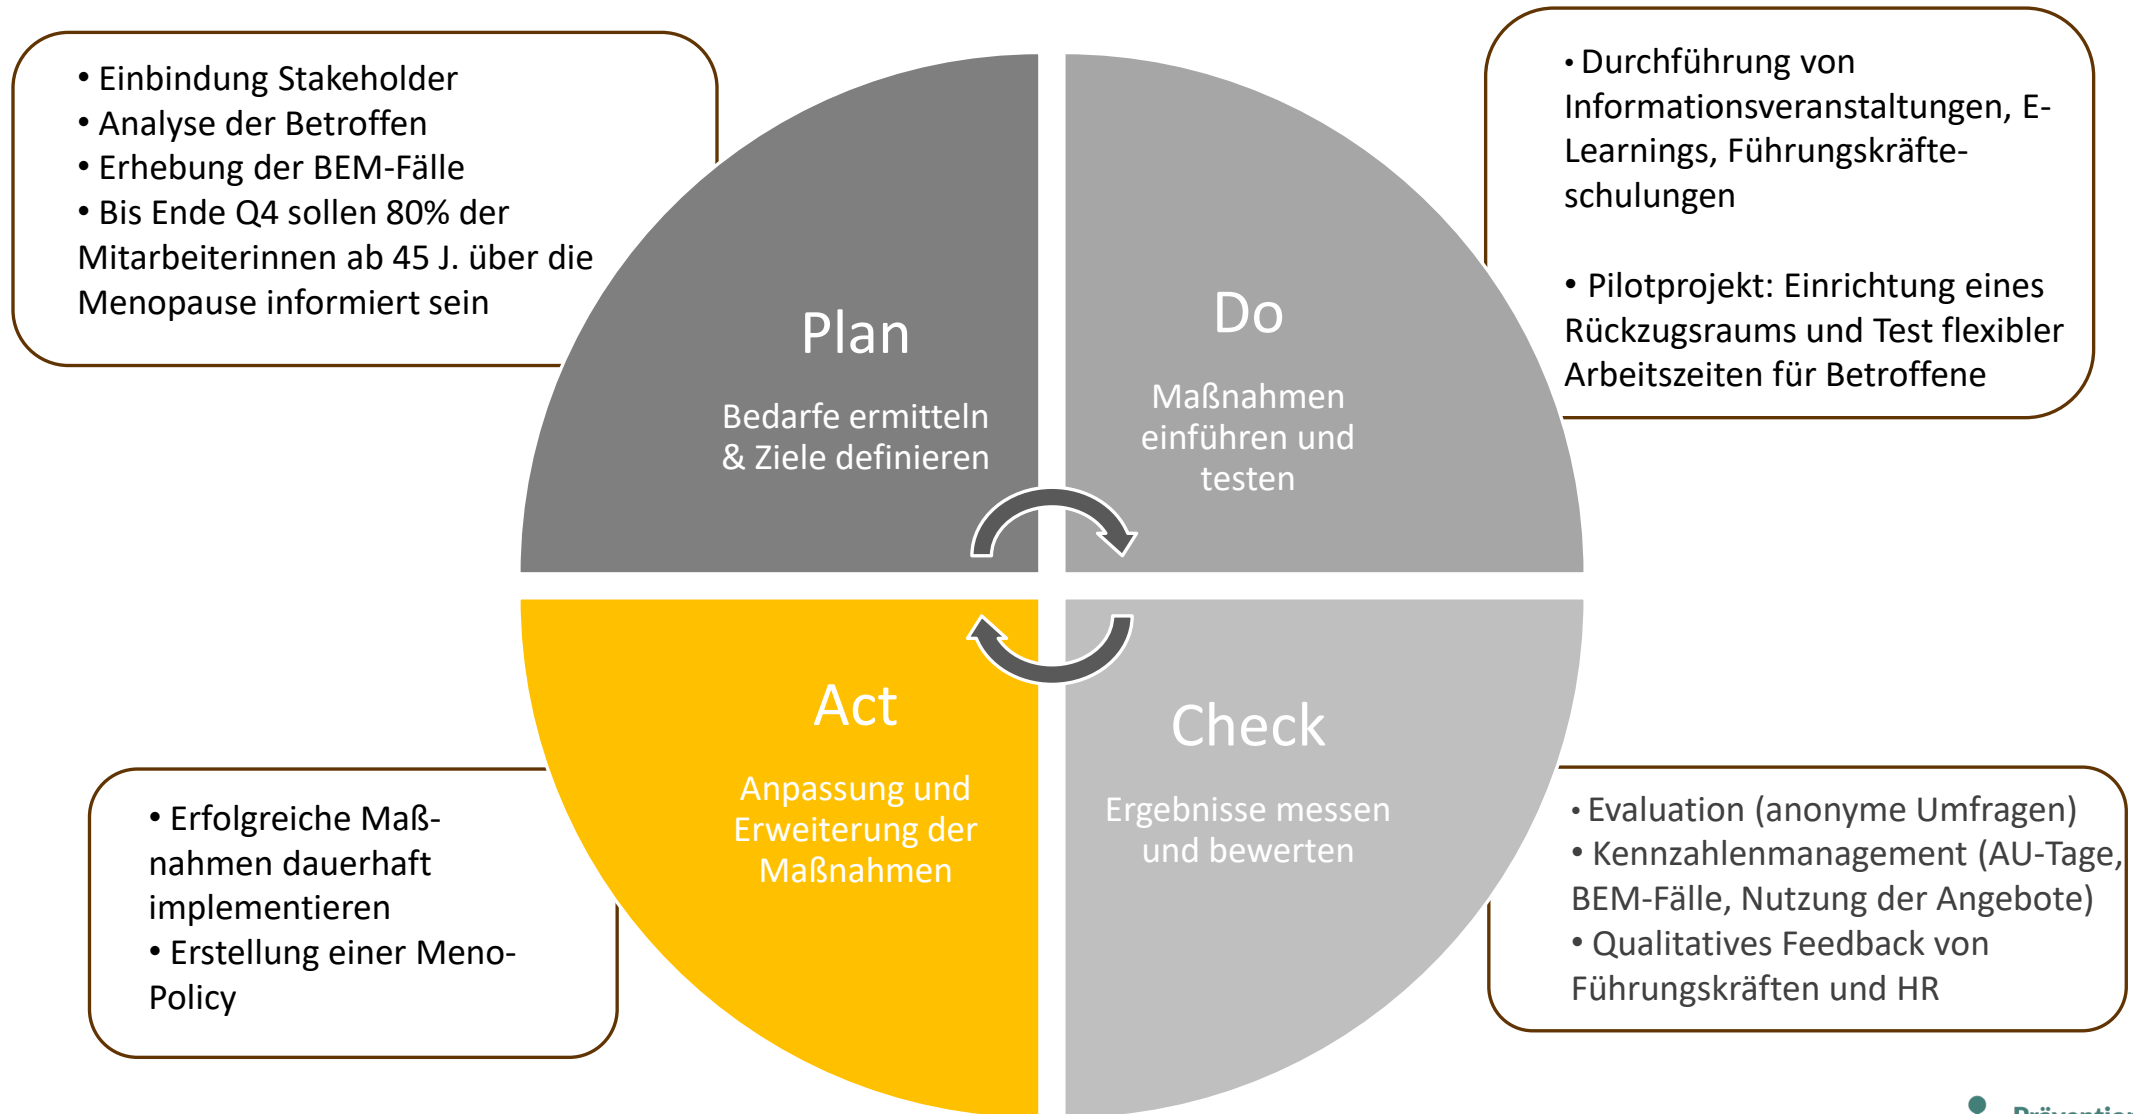 • Einbindung Stakeholder
• Analyse der Betroffen
• Erhebung der BEM-Fälle
• Bis Ende Q4 sollen 80% der
Mitarbeiterinnen ab 45 J. über die
Menopause informiert sein
• Durchführung von
Informationsveranstaltungen, E-
Learnings, Führungskräfte-
schulungen
• Pilotprojekt: Einrichtung eines
Rückzugsraums und Test flexibler
Arbeitszeiten für Betroffene
Plan
Bedarfe ermitteln
& Ziele definieren
Do
Maßnahmen
einführen und
testen
Act
Anpassung und
Erweiterung der
Maßnahmen
Check
Ergebnisse messen
und bewerten
• Erfolgreiche Maß-
nahmen dauerhaft
implementieren
• Erstellung einer Meno-
Policy
• Evaluation (anonyme Umfragen)
• Kennzahlenmanagement (AU-Tage,
BEM-Fälle, Nutzung der Angebote)
• Qualitatives Feedback von
Führungskräften und HR